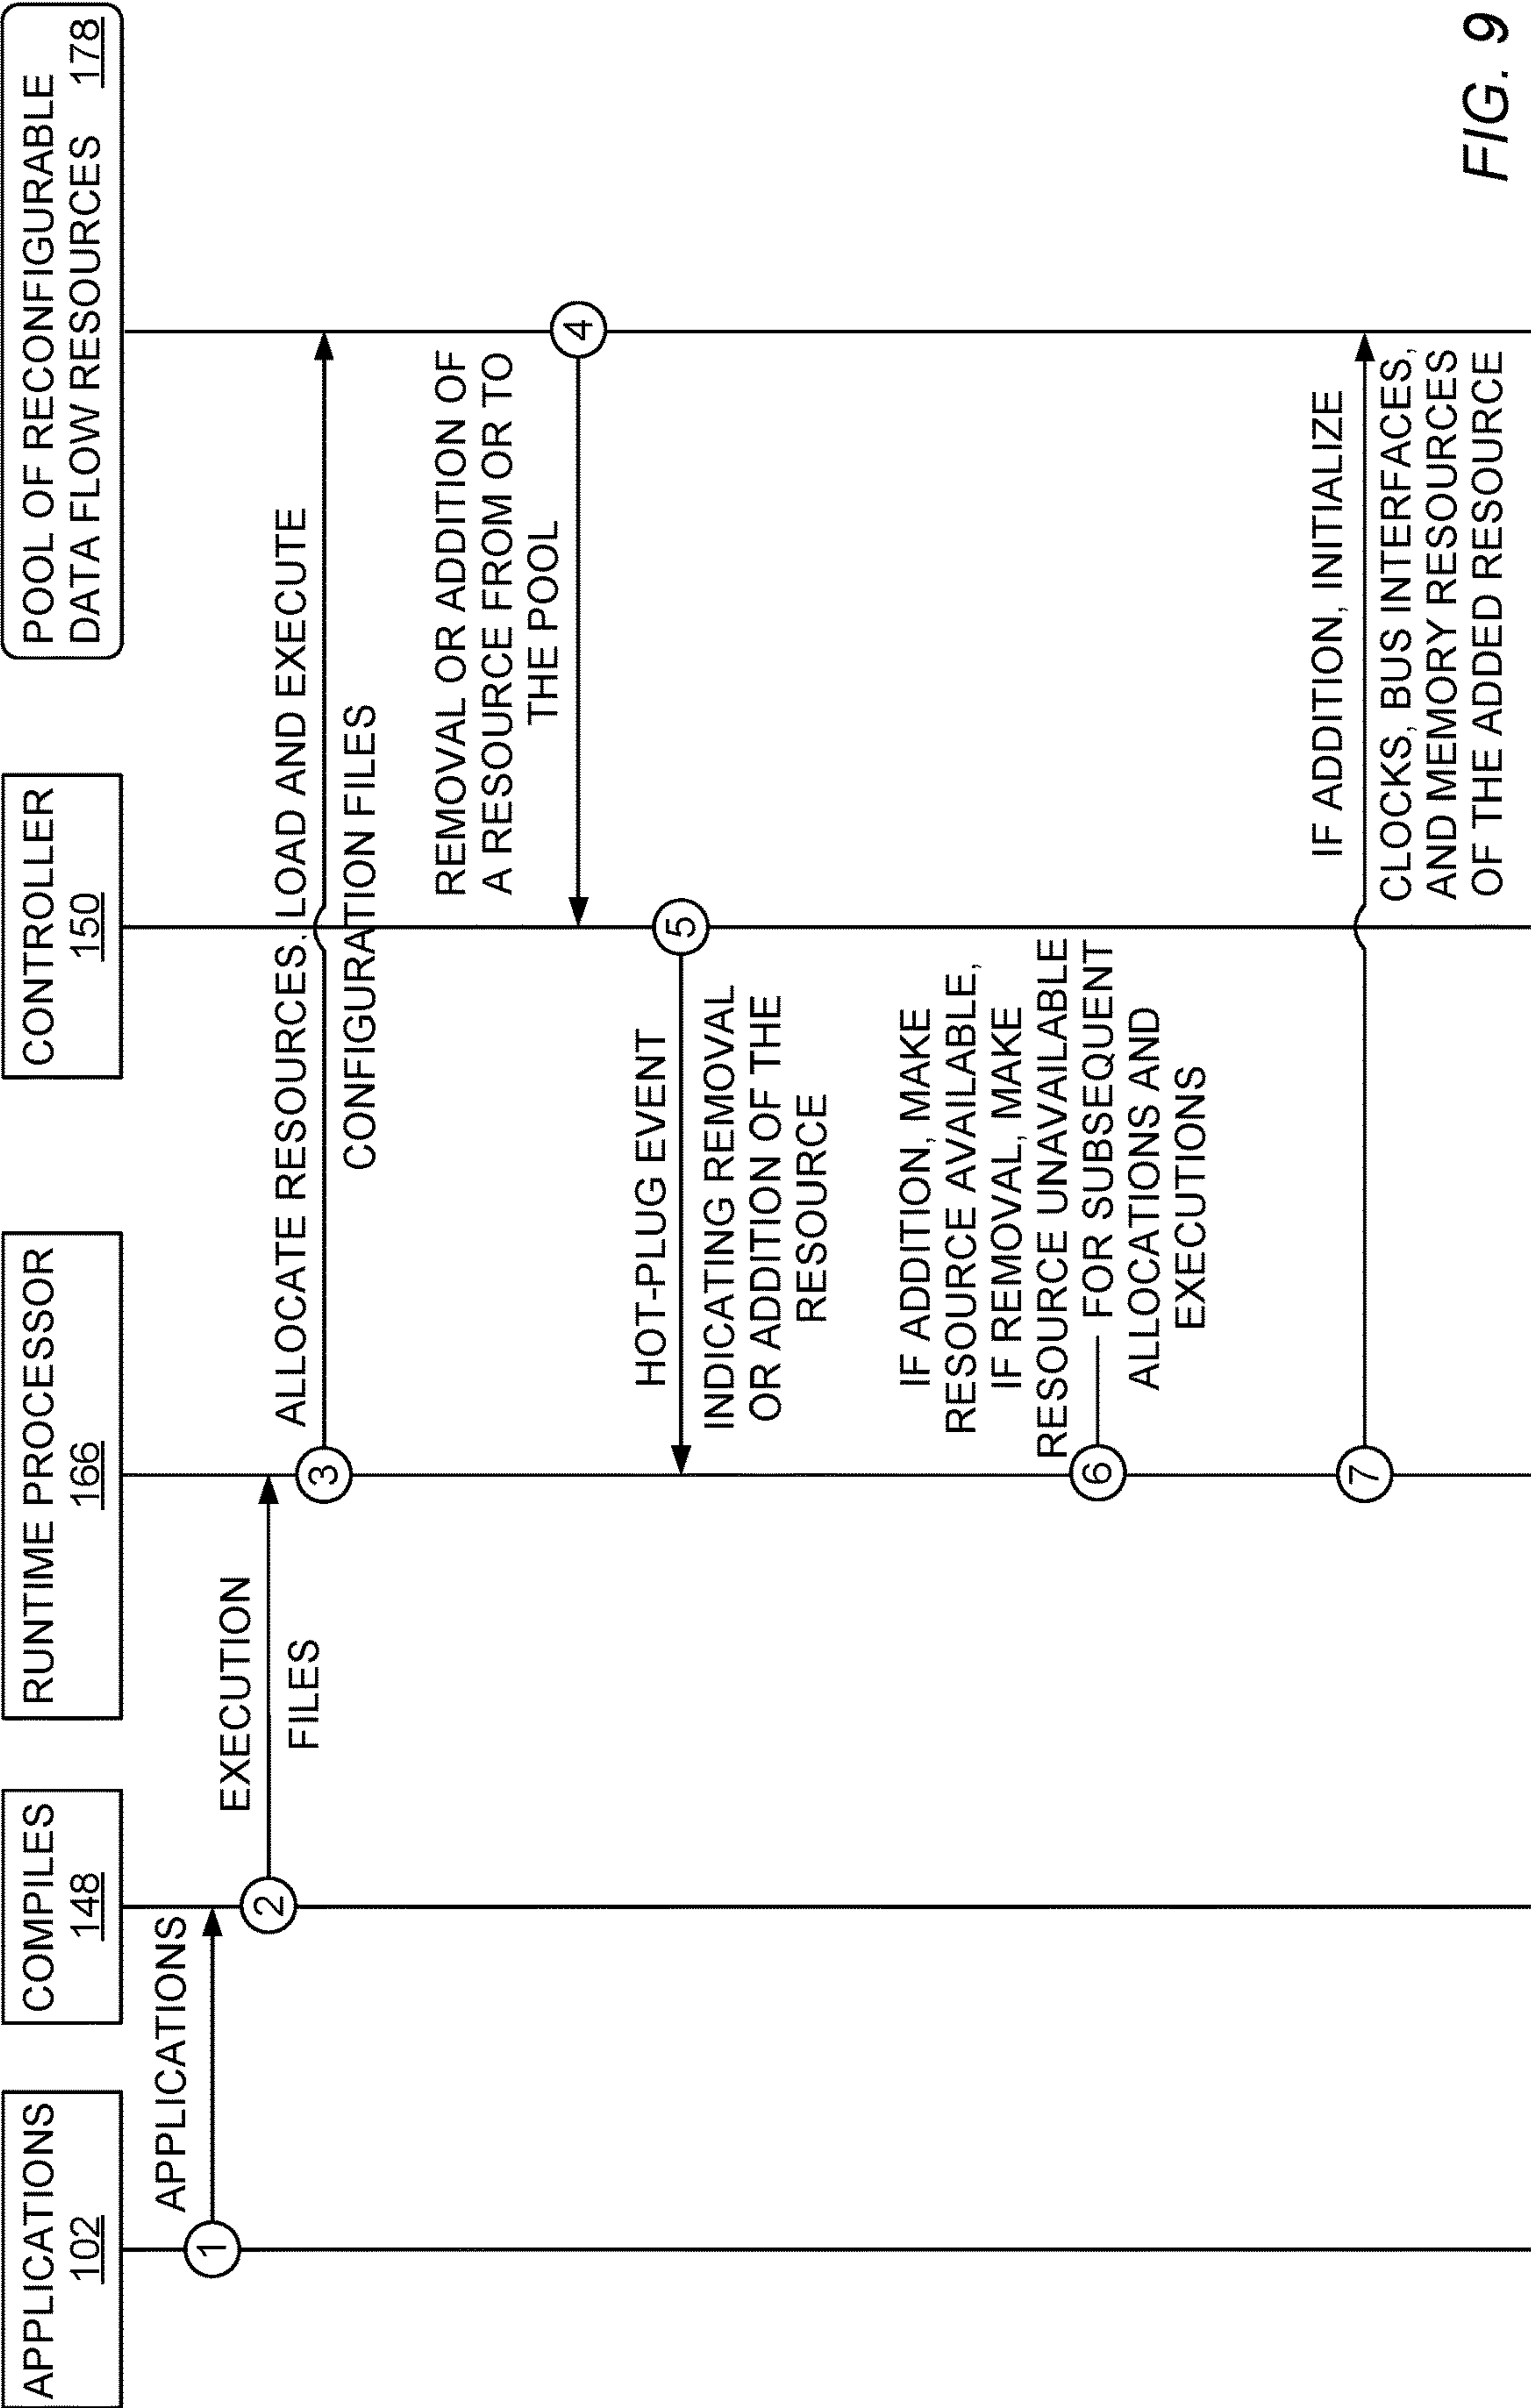 APPLICATIONS
102
COMPILES
148
RUNTIME PROCESSOR
166
CONTROLLER
150
POOL OF RECONFIGURABLE
DATA FLOW RESOURCES 178
1
APPLICATIONS
2
EXECUTION
FILES
3
ALLOCATE RESOURCES, LOAD AND EXECUTE
CONFIGURATION FILES
4
REMOVAL OR ADDITION OF
A RESOURCE FROM OR TO
THE POOL
5
HOT-PLUG EVENT
INDICATING REMOVAL
OR ADDITION OF THE
RESOURCE
IF ADDITION, MAKE
RESOURCE AVAILABLE,
IF REMOVAL, MAKE
RESOURCE UNAVAILABLE
6 FOR SUBSEQUENT
ALLOCATIONS AND
EXECUTIONS
7
IF ADDITION, INITIALIZE
CLOCKS, BUS INTERFACES,
AND MEMORY RESOURCES
OF THE ADDED RESOURCE
FIG. 9